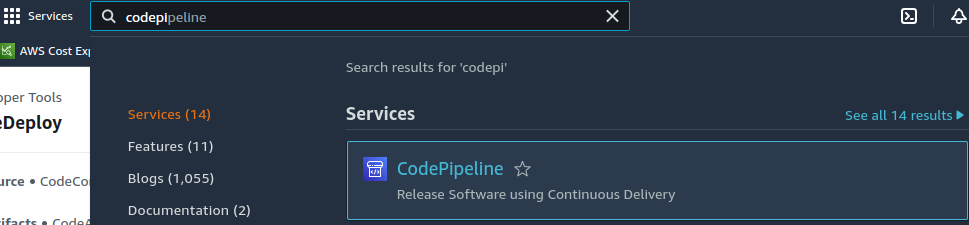 Services
codepipeline
AWS Cost Exp
oper Tools
eDeploy
urce • CodeCo
ifacts • CodeA
Search results for 'codepi'
Services (14)
Features (11)
Blogs (1,055)
Documentation (2)
Services
See all 14 results
CodePipeline
Release Software using Continuous Delivery